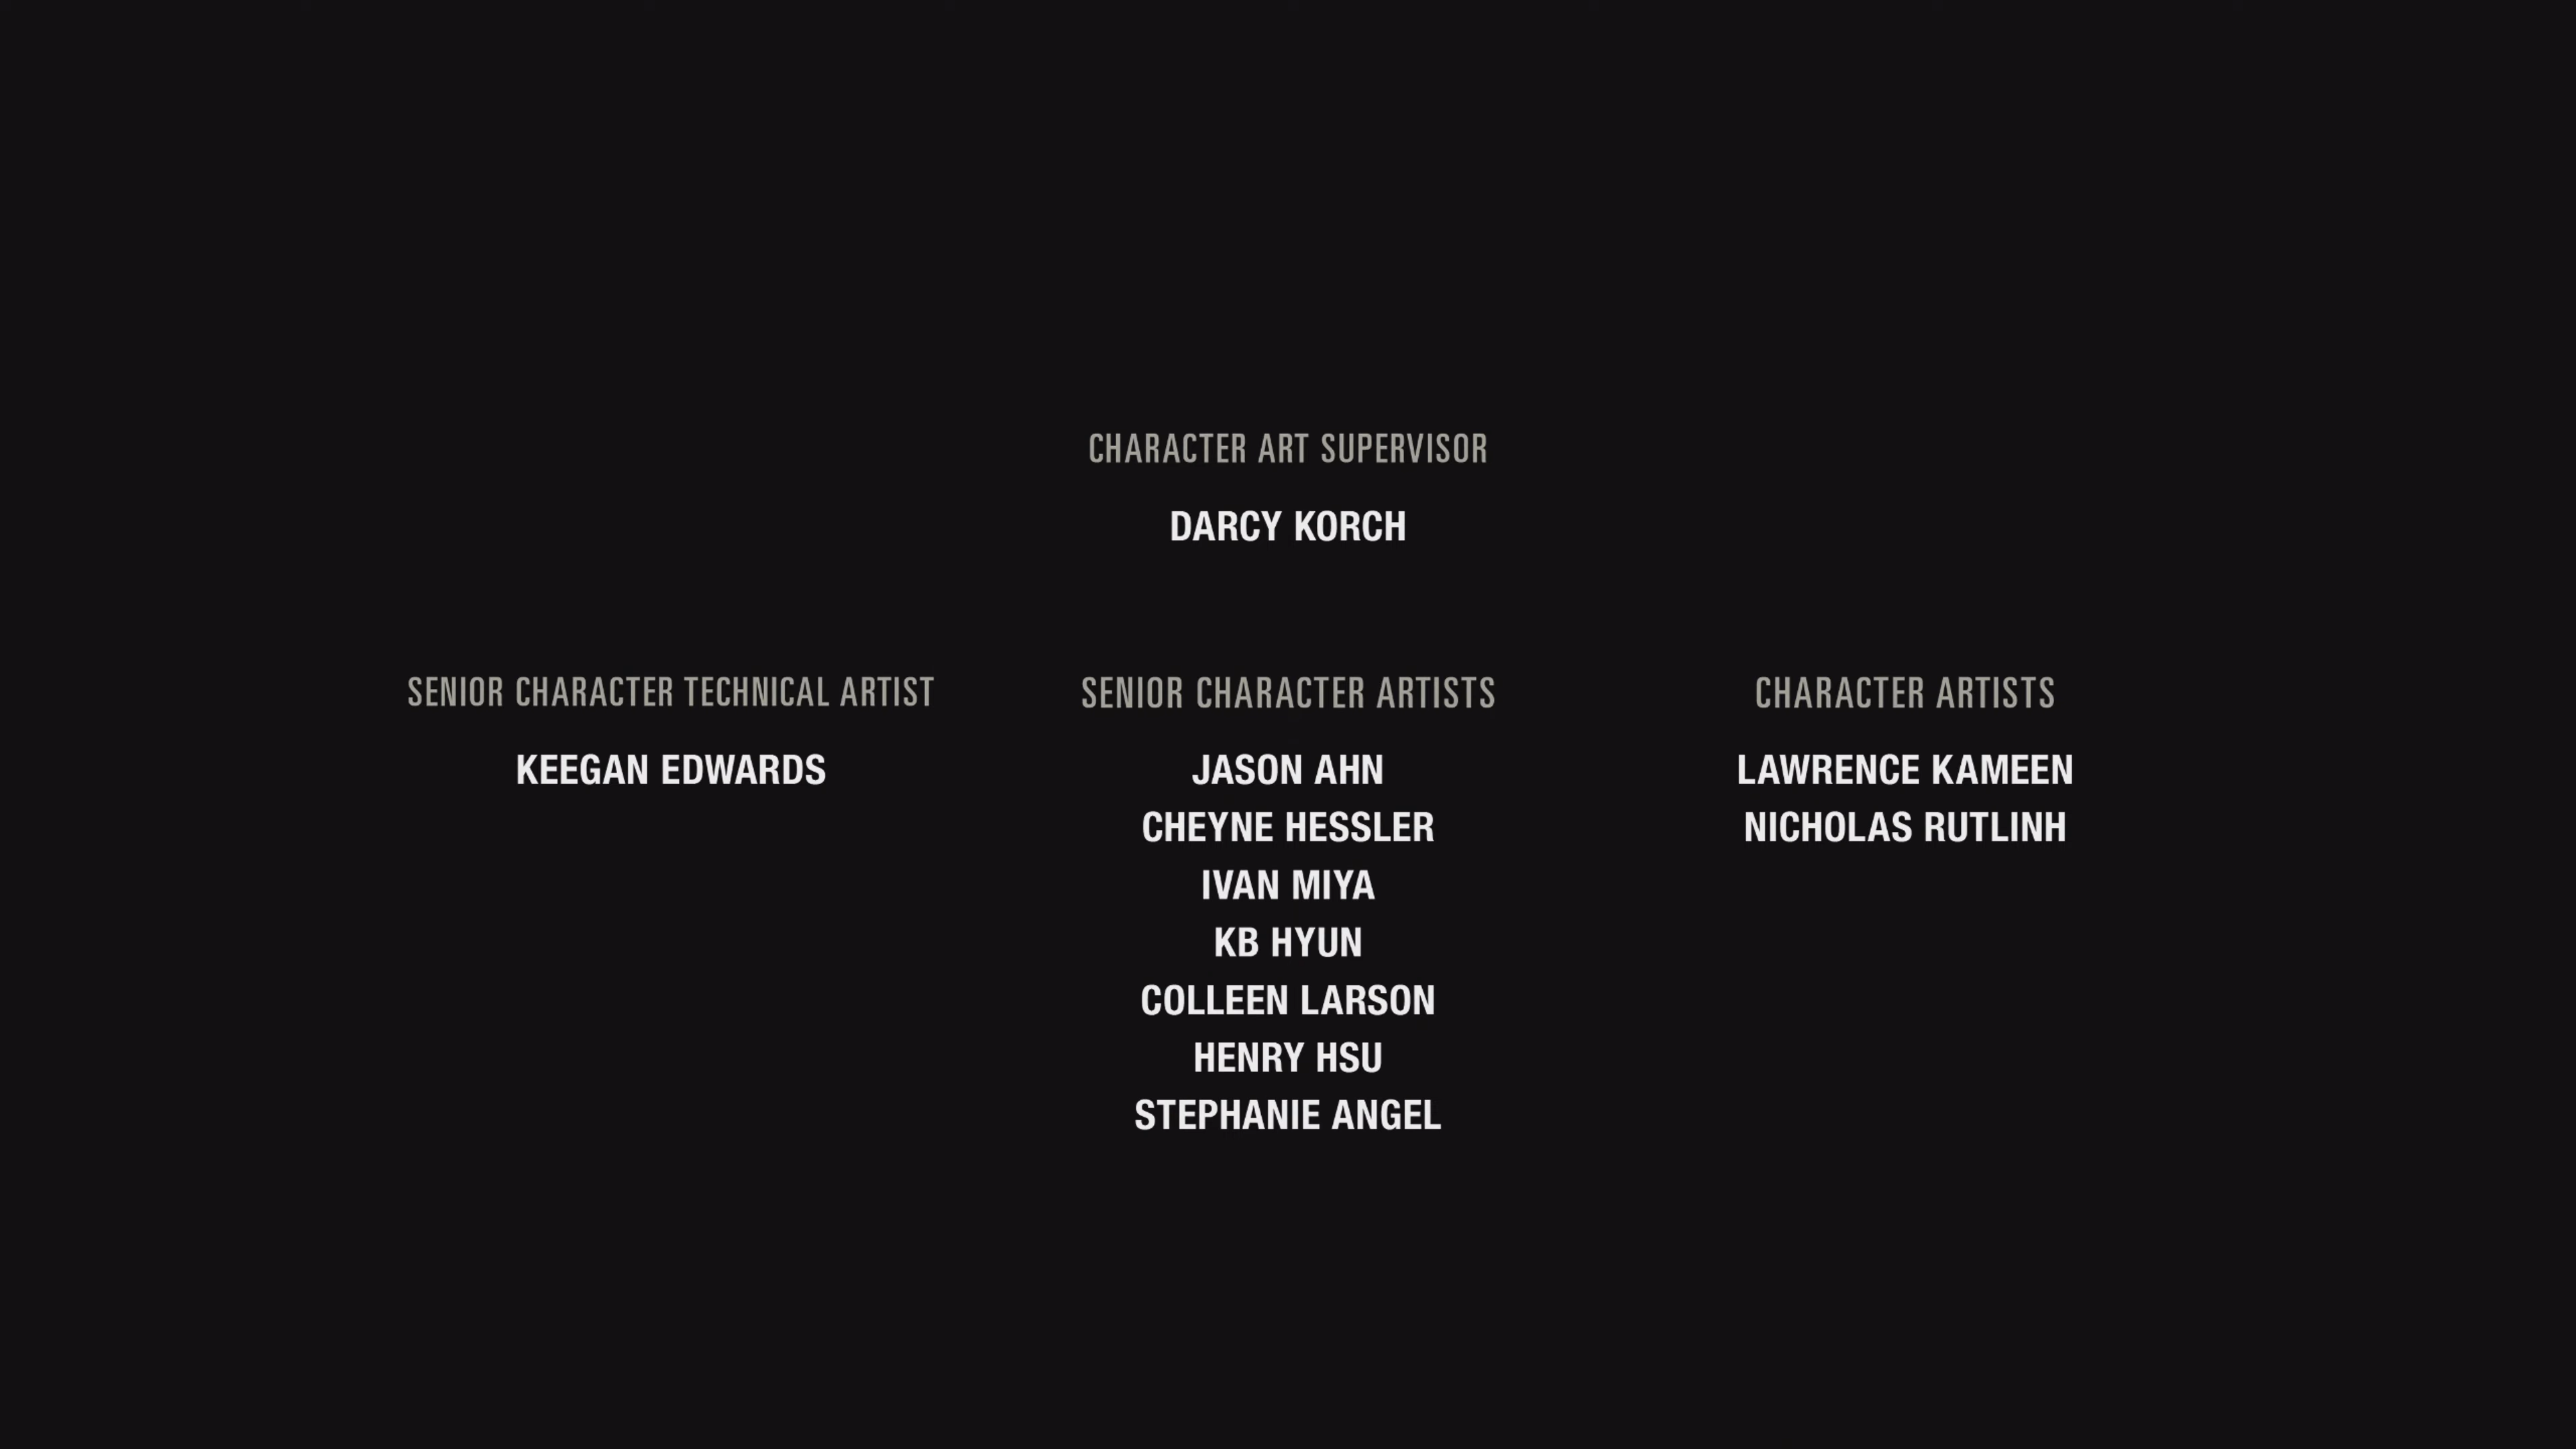 CHARACTER ART SUPERVISOR
DARCY KORCH
SENIOR CHARACTER TECHNICAL ARTIST
KEEGAN EDWARDS
SENIOR CHARACTER ARTISTS
JASON AHN
CHEYNE HESSLER
IVAN MIYA
KB HYUN
COLLEEN LARSON
HENRY HSU
STEPHANIE ANGEL
CHARACTER ARTISTS
LAWRENCE KAMEEN
NICHOLAS RUTLINH